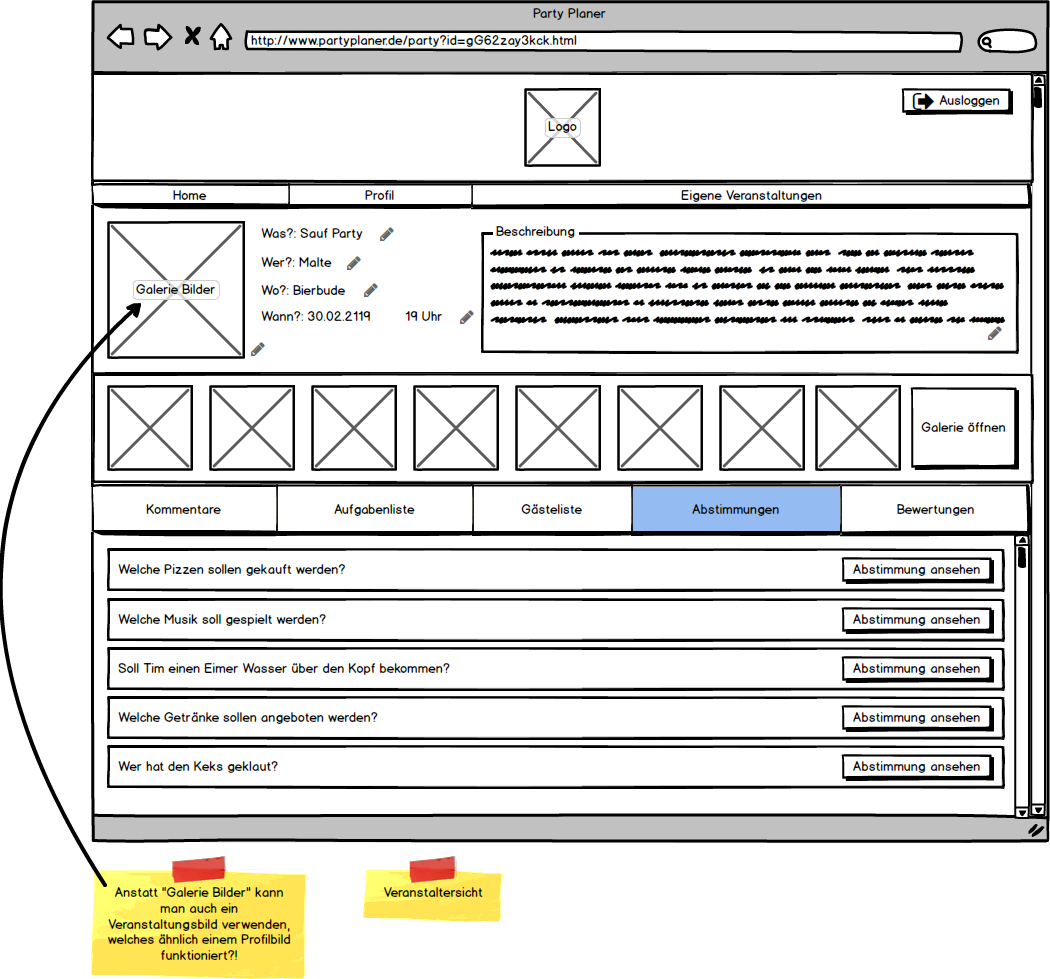 Party Planer
http://www.partyplaner.de/party?id=gG62zay3kck.html
Ausloggen
Logo
Home Profil Eigene Veranstaltungen
Galerie Bilder
Was?: Sauf Party
Wer?: Malte
Wo?: Bierbude
Wann?: 30.02.2119 19 Uhr
Beschreibung
Galerie öffnen
Kommentare Aufgabenliste Gästeliste Abstimmungen Bewertungen
Welche Pizzen sollen gekauft werden? Abstimmung ansehen
Welche Musik soll gespielt werden? Abstimmung ansehen
Soll Tim einen Eimer Wasser über den Kopf bekommen? Abstimmung ansehen
Welche Getränke sollen angeboten werden? Abstimmung ansehen
Wer hat den Keks geklaut? Abstimmung ansehen
Anstatt "Galerie Bilder" kann
man auch ein
Veranstaltungsbild verwenden,
welches ähnlich einem Profilbild
funktioniert?!
Veranstaltersicht